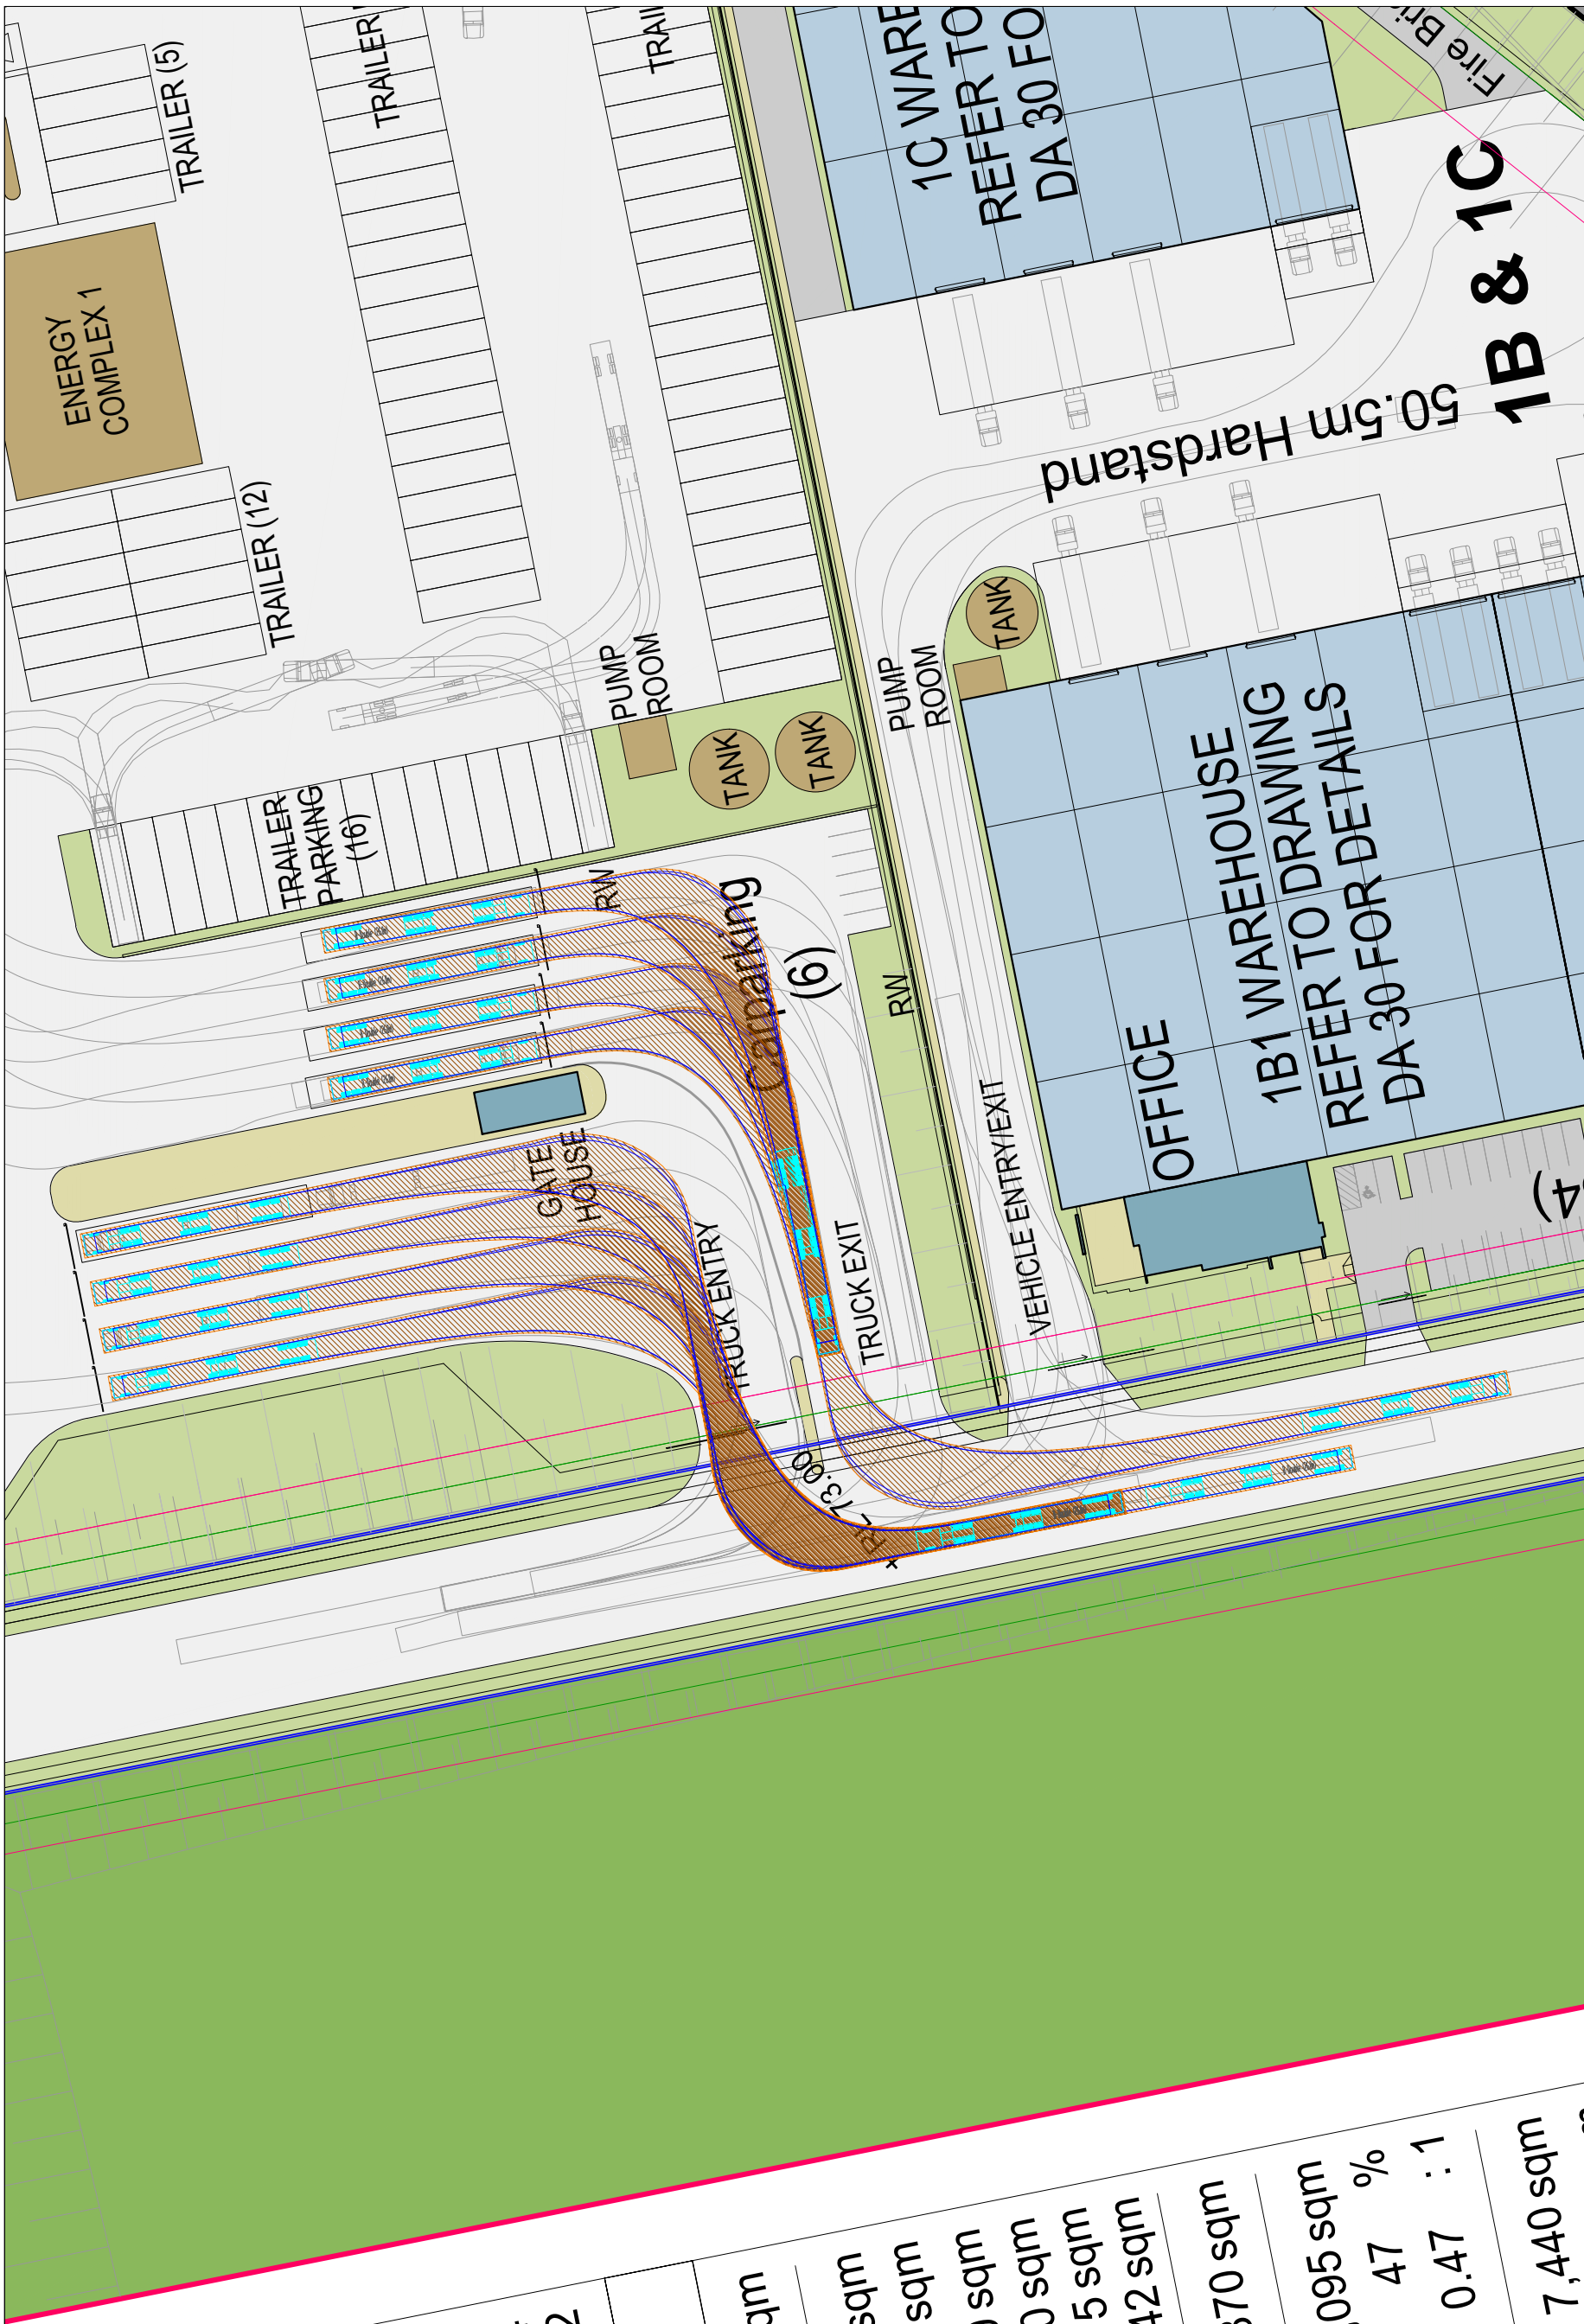 TRAILER (5)
TRAILER
ENERGY
COMPLEX 1
TRAILER (12)
1C WARE
REFER TO
DA 30 FO
1B & 1C
50.5m Hardstand
PUMP
ROOM
TANK
TANK
PUMP
ROOM
TANK
TRAILER
PARKING
(16)
RW
Carparking
(6)
RW
GATE
HOUSE
TRUCK ENTRY
TRUCK EXIT
VEHICLE ENTRY/EXIT
OFFICE
1B1 WAREHOUSE
REFER TO DRAWING
DA 30 FOR DETAILS
RL 73.00
sqm
sqm
sqm
sqm
5 sqm
42 sqm
370 sqm
095 sqm
47 %
0.47 :1
7,440 sqm